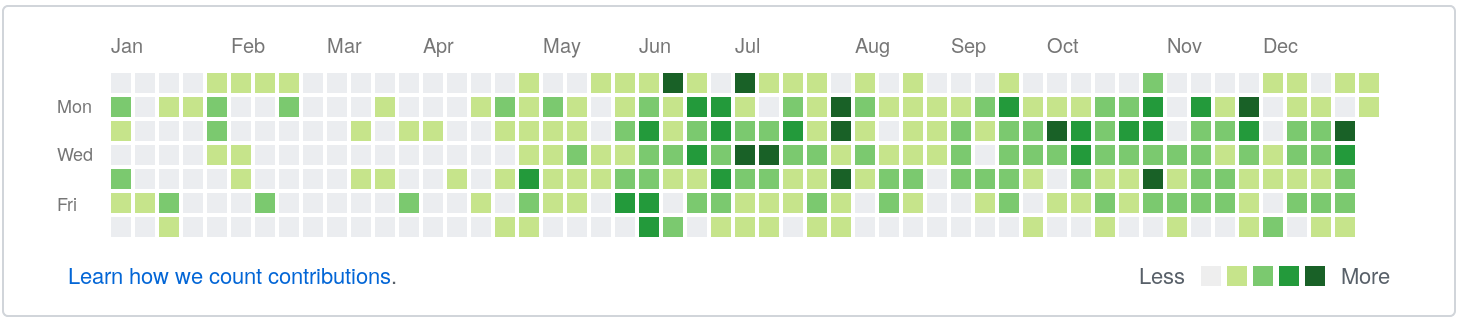 Jan Feb Mar Apr May Jun Jul Aug Sep Oct Nov Dec
Mon
Wed
Fri
Learn how we count contributions. Less More